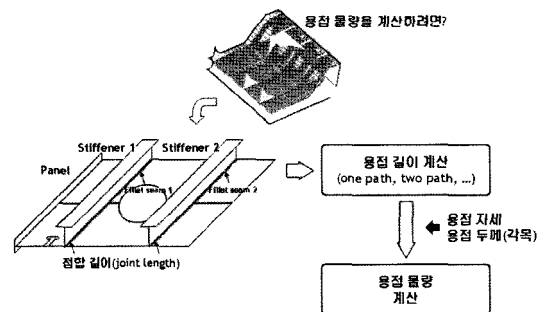 용접 물량을 계산하려면?
Stiffener 1
Stiffener 2
Panel
Fillet seam 1
Fillet seam 2
용접 길이 계산
(one path, two path, ...)
용접 자세
용접 두께(각목)
접합 길이(joint length)
용접 물량
계산